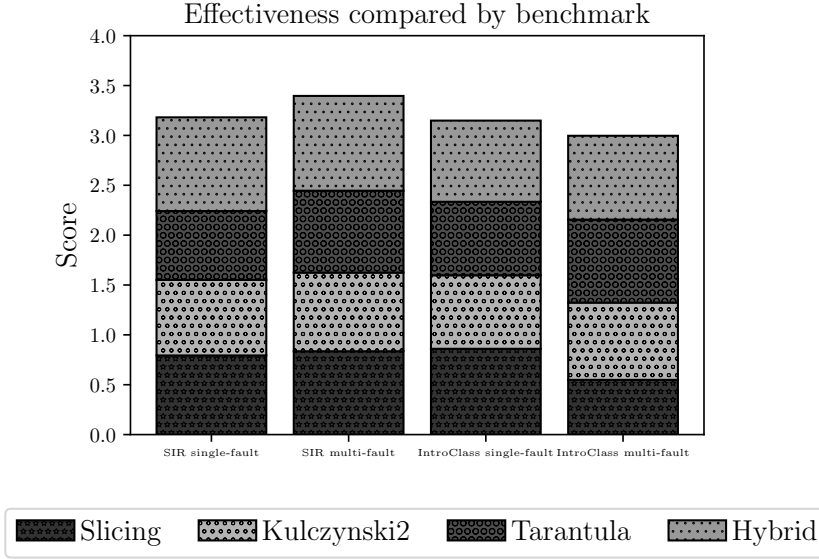 Effectiveness compared by benchmark
4.0
3.5
3.0
2.5
2.0
1.5
1.0
0.5
0.0
Score
SIR single-fault SIR multi-fault IntroClass single-fault IntroClass multi-fault
Slicing Kulczynski2 Tarantula Hybrid